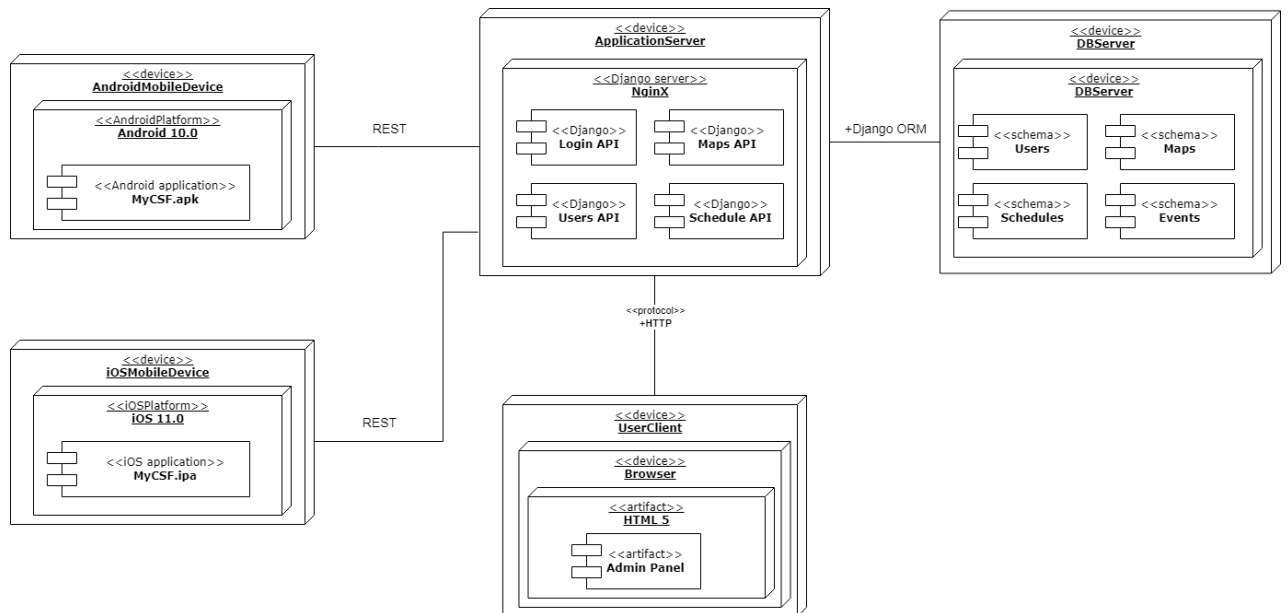 <<device>>
AndroidMobileDevice
<<AndroidPlatform>>
Android 10.0
<<Android application>>
MyCSF.apk
REST
<<device>>
ApplicationServer
<<Django server>>
NginX
<<Django>>
Login API
<<Django>>
Maps API
<<Django>>
Users API
<<Django>>
Schedule API
+Django ORM
<<device>>
DBServer
<<device>>
DBServer
<<schema>>
Users
<<schema>>
Maps
<<schema>>
Schedules
<<schema>>
Events
<<device>>
iOSMobileDevice
<<iOSPlatform>>
iOS 11.0
<<iOS application>>
MyCSF.ipa
REST
<<protocol>>
+HTTP
<<device>>
UserClient
<<device>>
Browser
<<artifact>>
HTML 5
<<artifact>>
Admin Panel